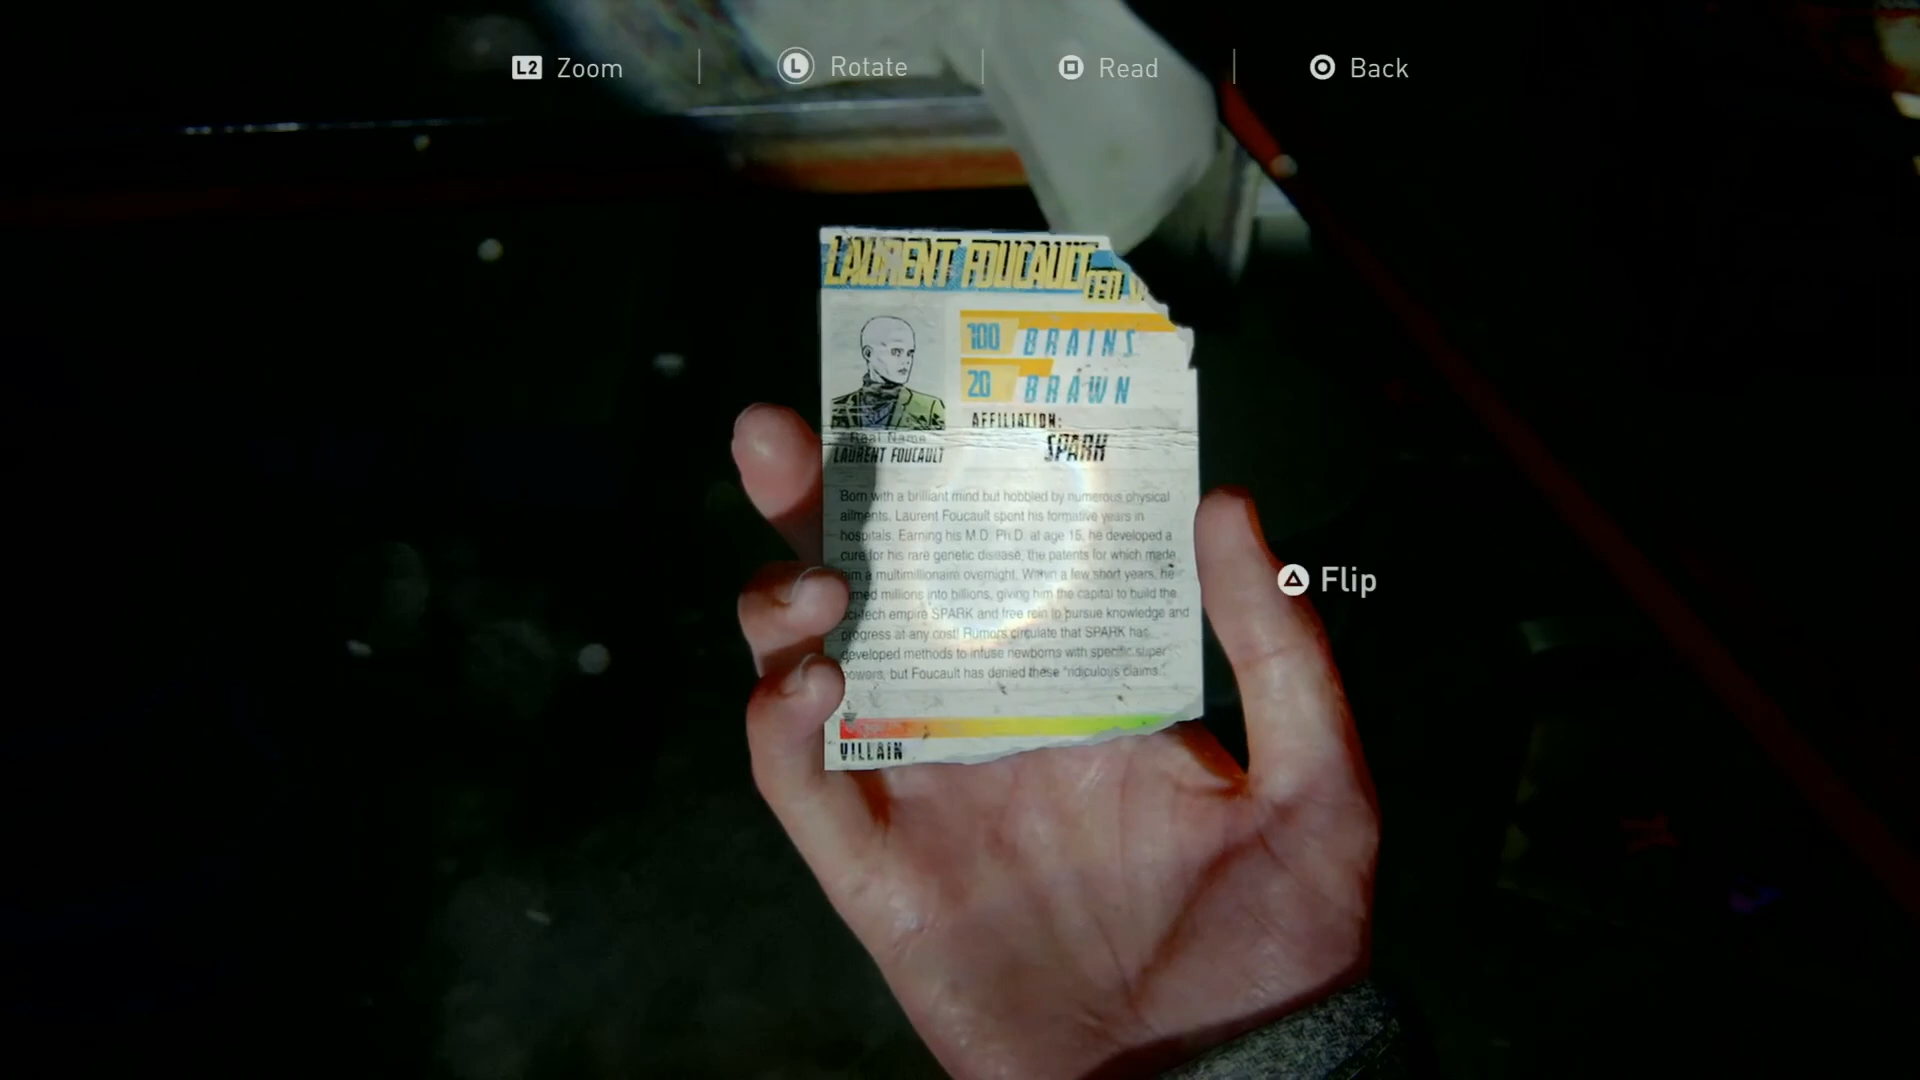 L2 Zoom
L Rotate
Read
Back
LAURENT FOUCAULT
CEO
100 BRAINS
20 BRAWN
AFFILIATION:
SPARK
Real Name
LAURENT FOUCAULT
Born with a brilliant mind but hobbled by numerous physical
ailments, Laurent Foucault spent his formative years in
hospitals. Earning his M.D. Ph.D. at age 16, he developed a
cure for his rare genetic disease, the patents for which made
him a multimillionaire overnight. Within a few short years, he
turned millions into billions, giving him the capital to build the
sci-tech empire SPARK and free rein to pursue knowledge and
progress at any cost! Rumors circulate that SPARK has
developed methods to infuse newborns with specific super
powers, but Foucault has denied these "ridiculous claims."
VILLAIN
Flip